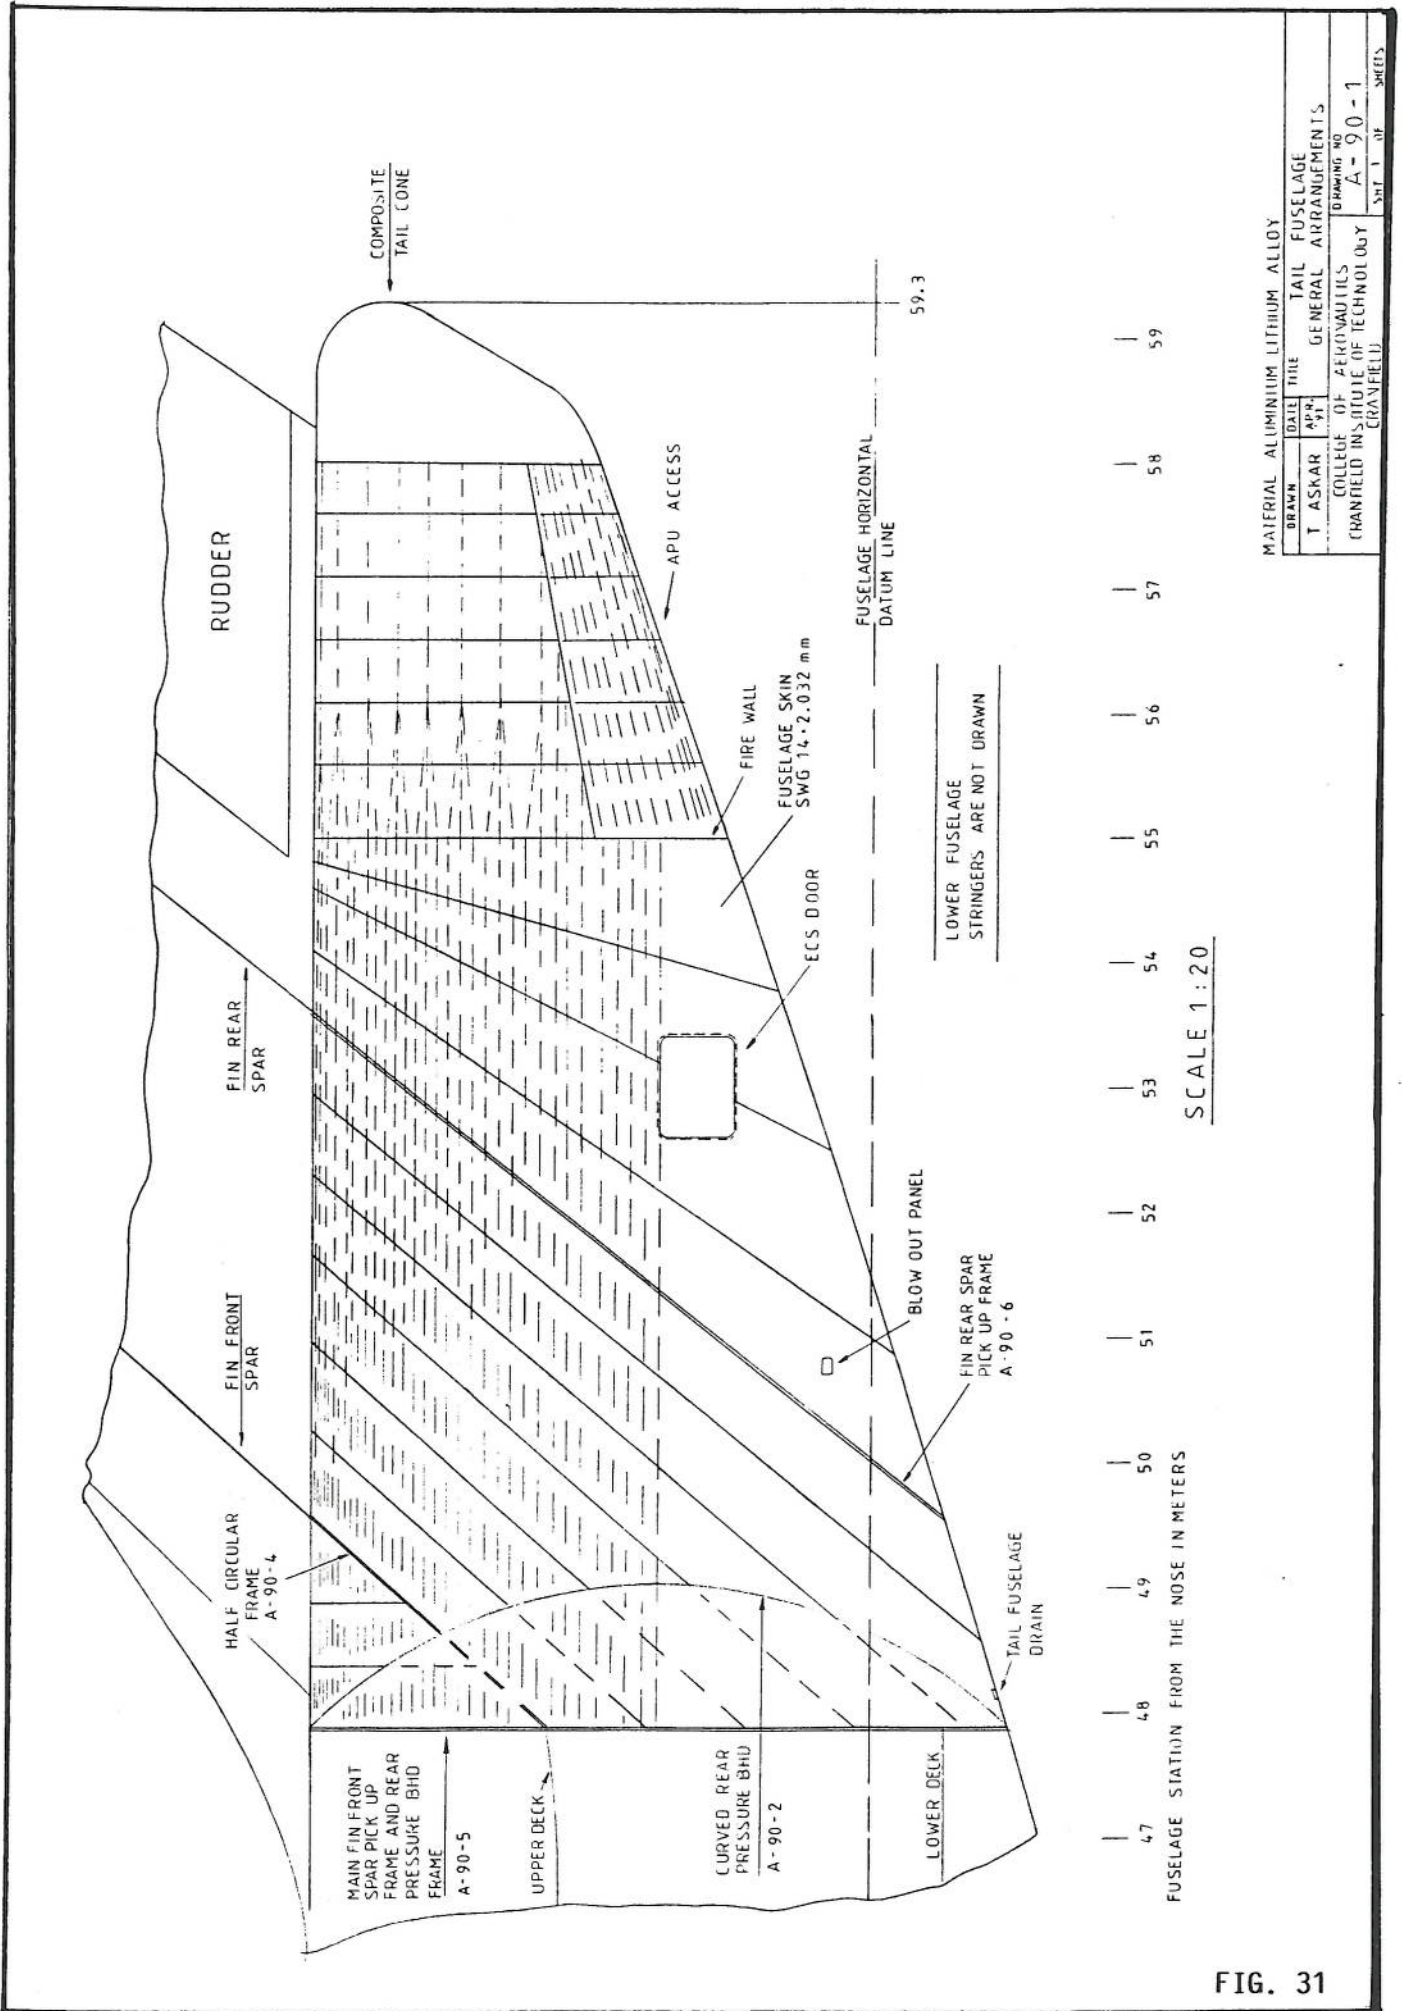 COMPOSITE
TAIL CONE
RUDDER
59.3
APU ACCESS
FUSELAGE HORIZONTAL
DATUM LINE
FIRE WALL
FUSELAGE SKIN
SWG 14·2.032 mm
ECS DOOR
LOWER FUSELAGE
STRINGERS ARE NOT DRAWN
FIN REAR
SPAR
FIN FRONT
SPAR
BLOW OUT PANEL
FIN REAR SPAR
PICK UP FRAME
A-90-6
HALF CIRCULAR
FRAME
A-90-4
TAIL FUSELAGE
DRAIN
MAIN FIN FRONT
SPAR PICK UP
FRAME AND REAR
PRESSURE BHD
FRAME
A-90-5
UPPER DECK
CURVED REAR
PRESSURE BHD
A-90-2
LOWER DECK
47 48 49 50 51 52 53 54 55 56 57 58 59
FUSELAGE STATION FROM THE NOSE IN METERS
SCALE 1:20
MATERIAL ALUMINIUM LITHIUM ALLOY
DRAWN DATE TITLE
T ASKAR APR. 91
TAIL FUSELAGE
GENERAL ARRANGEMENTS
COLLEGE OF AERONAUTICS
CRANFIELD INSTITUTE OF TECHNOLOGY
CRANFIELD
DRAWING NO
A-90-1
SHT 1 OF SHEETS
FIG. 31